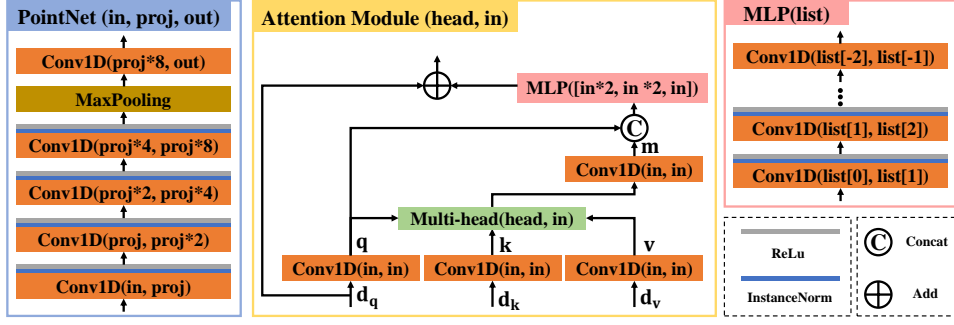 PointNet (in, proj, out)
Conv1D(proj*8, out)
MaxPooling
Conv1D(proj*4, proj*8)
Conv1D(proj*2, proj*4)
Conv1D(proj, proj*2)
Conv1D(in, proj)
Attention Module (head, in)
MLP([in*2, in *2, in])
C
m
Conv1D(in, in)
Multi-head(head, in)
q k v
Conv1D(in, in) Conv1D(in, in) Conv1D(in, in)
dq dk dv
MLP(list)
Conv1D(list[-2], list[-1])
Conv1D(list[1], list[2])
Conv1D(list[0], list[1])
ReLu
InstanceNorm
C Concat
Add